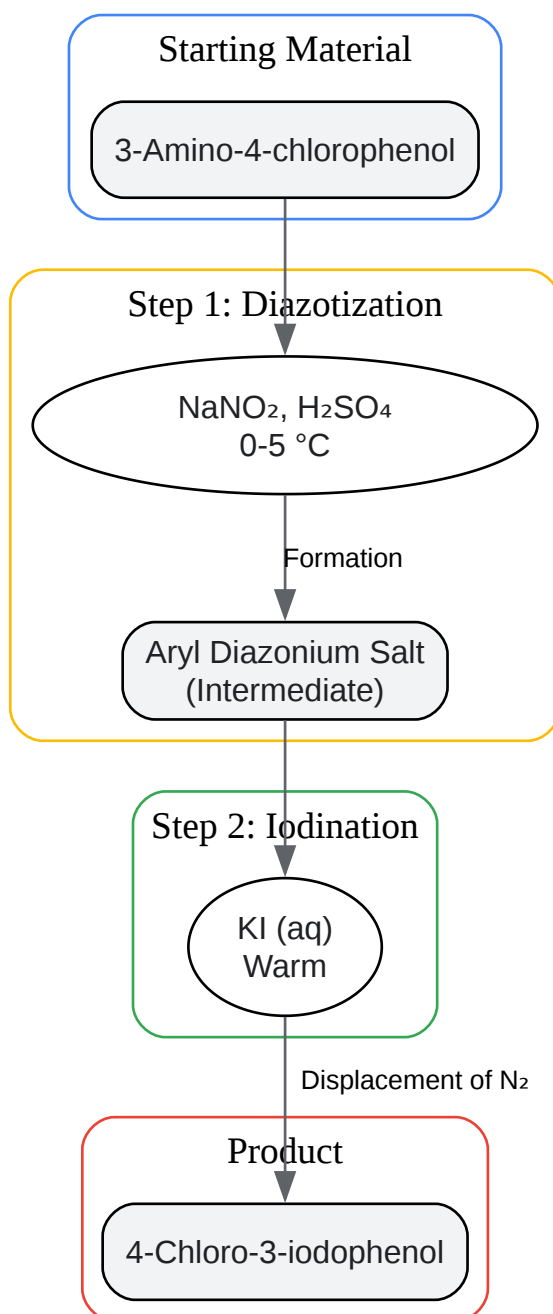 Starting Material
3-Amino-4-chlorophenol
Step 1: Diazotization
NaNO₂, H₂SO₄
0-5 °C
Formation
Aryl Diazonium Salt
(Intermediate)
Step 2: Iodination
KI (aq)
Warm
Displacement of N₂
Product
4-Chloro-3-iodophenol